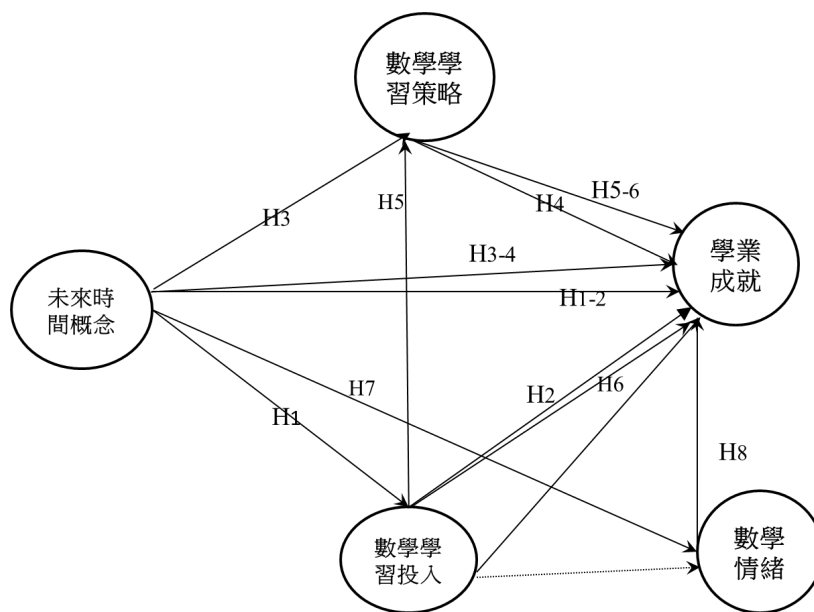 數學學
習策略
H5-6
H5
H4
H3
學業
成就
H3-4
未來時
間概念
H1-2
H7
H2
H6
H1
H8
數學
情緒
數學學
習投入